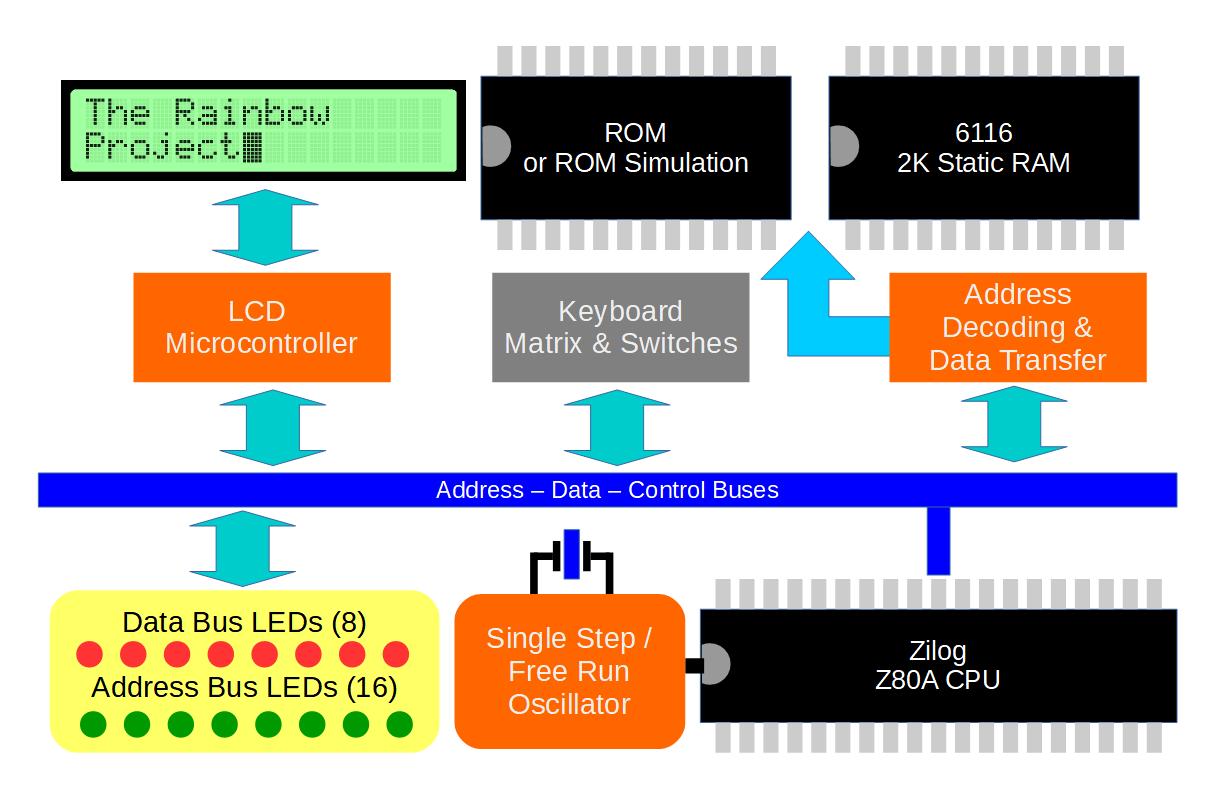 The Rainbow
Project
ROM
or ROM Simulation
6116
2K Static RAM
LCD
Microcontroller
Keyboard
Matrix & Switches
Address
Decoding &
Data Transfer
Address – Data – Control Buses
Data Bus LEDs (8)
Address Bus LEDs (16)
Single Step /
Free Run
Oscillator
Zilog
Z80A CPU